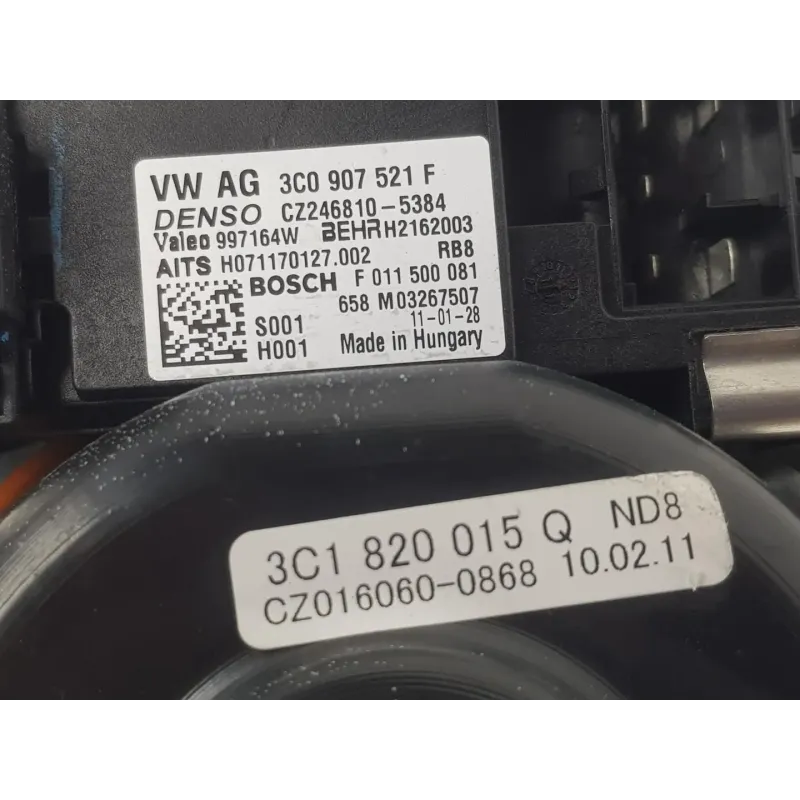 VW AG 3C0 907 521 F
DENSO CZ246810-5384
Valeo 997164W BEHR H2162003
AITS H071170127.002 RB8
BOSCH F 011 500 081
658 M03267507
S001 11-01-28
H001 Made in Hungary
3C1 820 015 Q ND8
CZ016060-0868 10.02.11